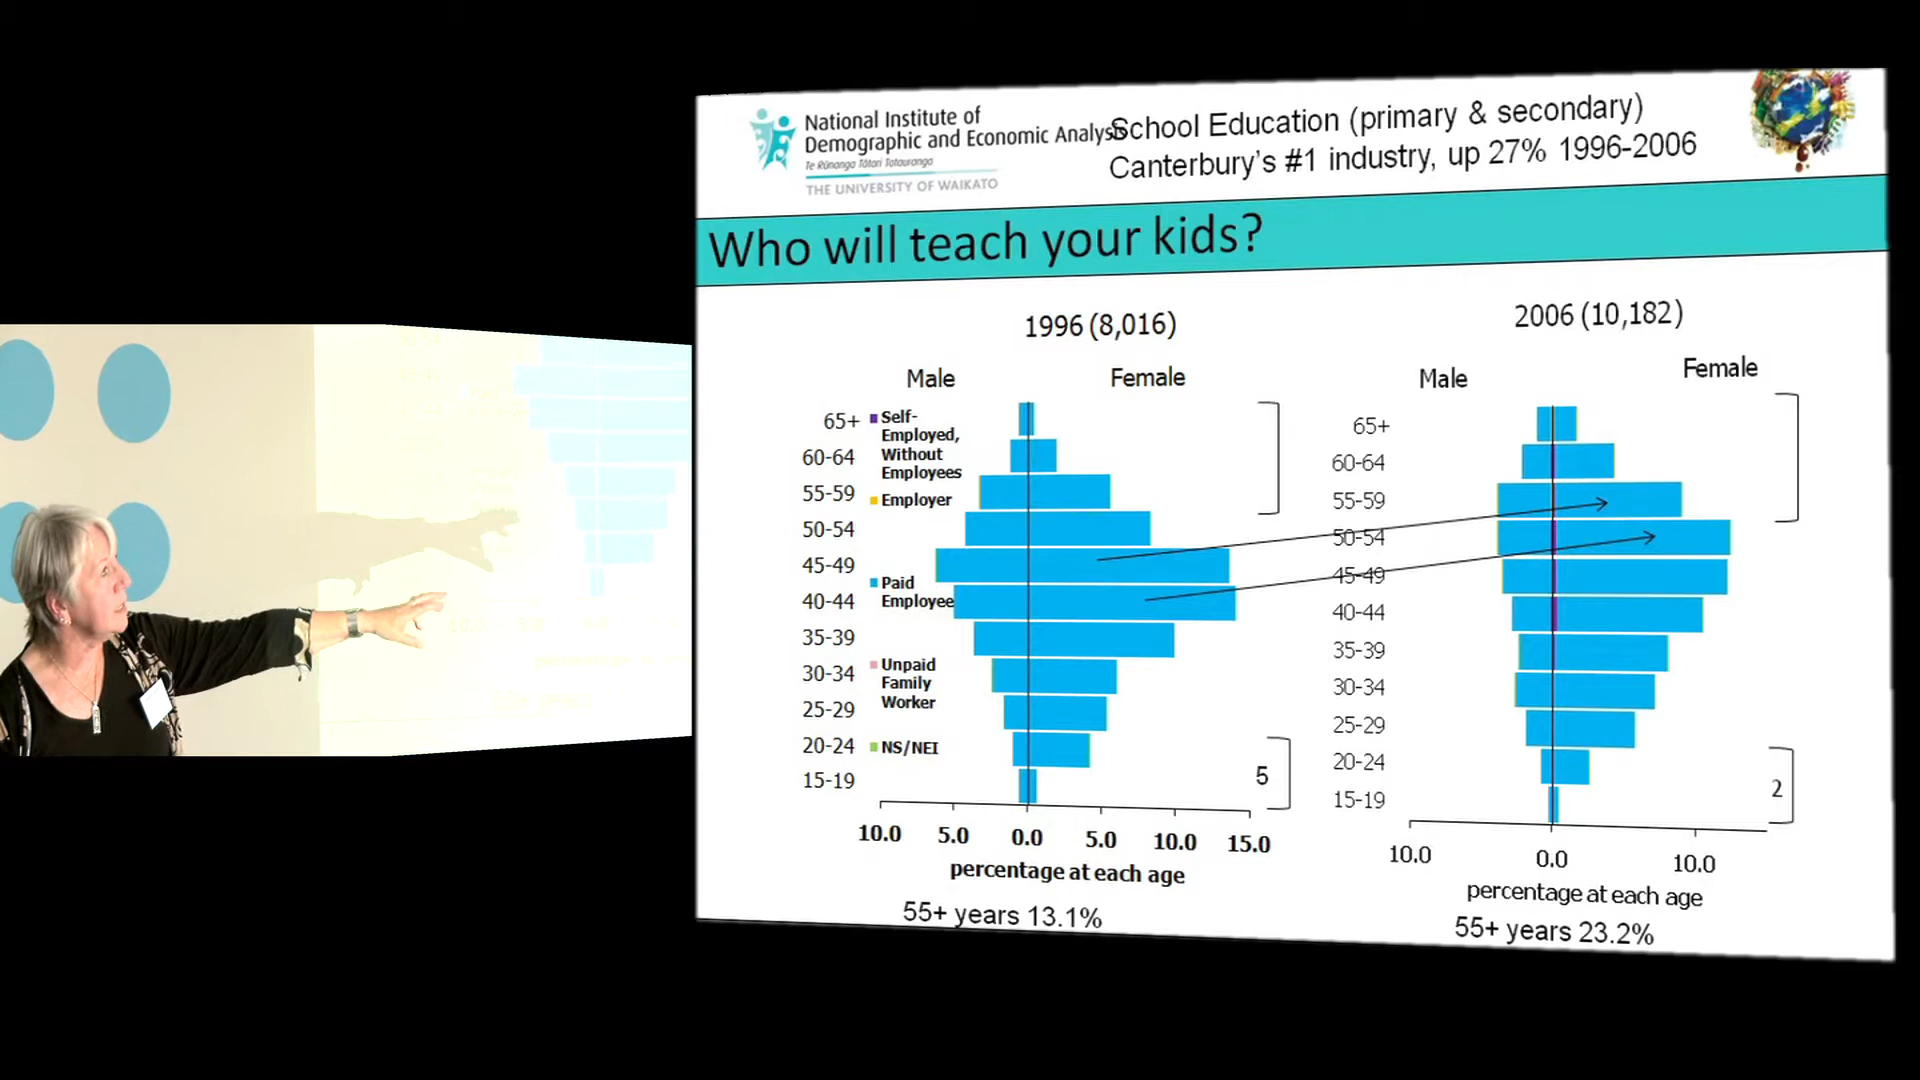 National Institute of
Demographic and Economic Analysis
Te Rūnanga Tātari Tatauranga
THE UNIVERSITY OF WAIKATO
School Education (primary & secondary)
Canterbury's #1 industry, up 27% 1996-2006
Who will teach your kids?
1996 (8,016)
Male
Female
65+
60-64
55-59
50-54
45-49
40-44
35-39
30-34
25-29
20-24
15-19
Self-
Employed,
Without
Employees
Employer
Paid
Employee
Unpaid
Family
Worker
NS/NEI
5
10.0 5.0 0.0 5.0 10.0 15.0
percentage at each age
55+ years 13.1%
2006 (10,182)
Male
Female
65+
60-64
55-59
50-54
45-49
40-44
35-39
30-34
25-29
20-24
15-19
2
10.0 0.0 10.0
percentage at each age
55+ years 23.2%